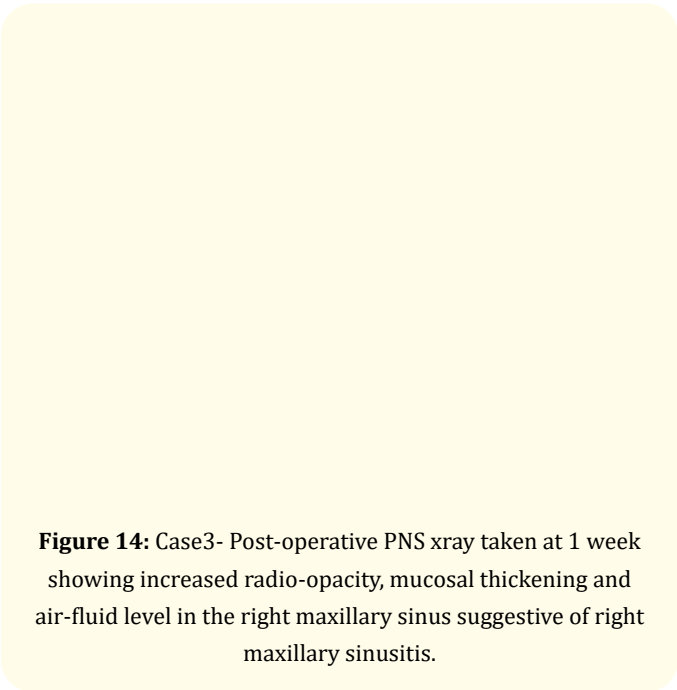 Figure 14: Case3- Post-operative PNS xray taken at 1 week
showing increased radio-opacity, mucosal thickening and
air-fluid level in the right maxillary sinus suggestive of right
maxillary sinusitis.